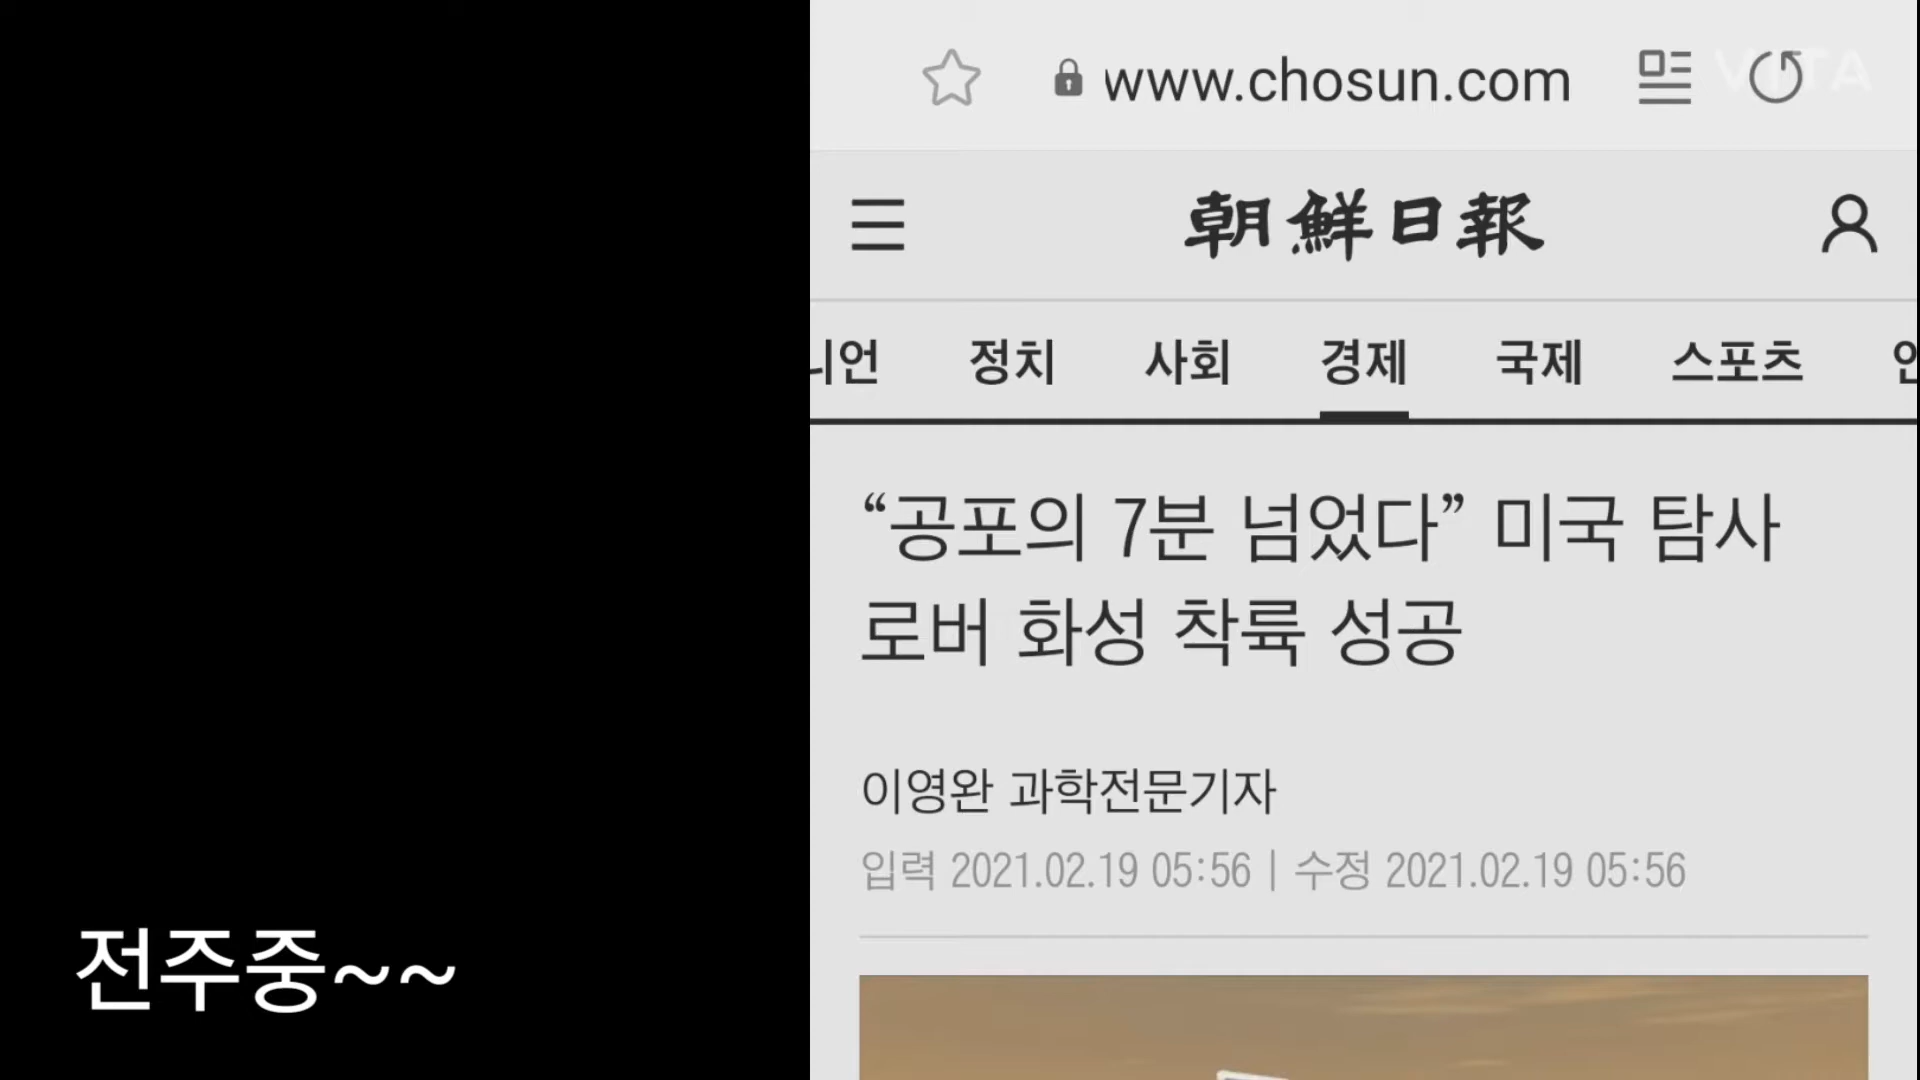 www.chosun.com
VITA
朝鮮日報
니언 정치 사회 경제 국제 스포츠
“공포의 7분 넘었다” 미국 탐사
로버 화성 착륙 성공
이영완 과학전문기자
입력 2021.02.19 05:56 | 수정 2021.02.19 05:56
전주중~~